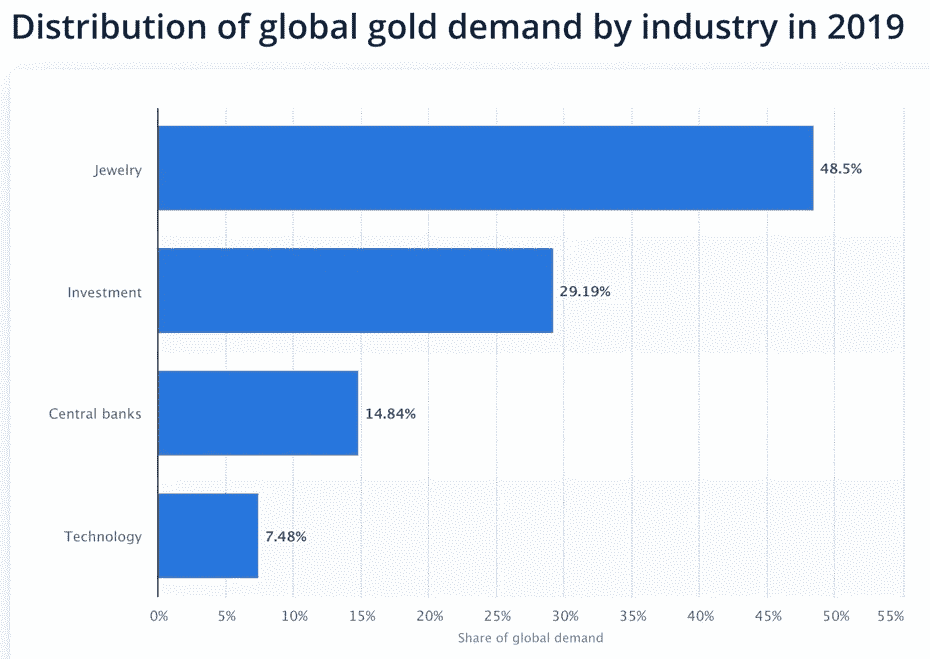 Distribution of global gold demand by industry in 2019
Jewelry
48.5%
Investment
29.19%
Central banks
14.84%
Technology
7.48%
0% 5% 10% 15% 20% 25% 30% 35% 40% 45% 50% 55%
Share of global demand